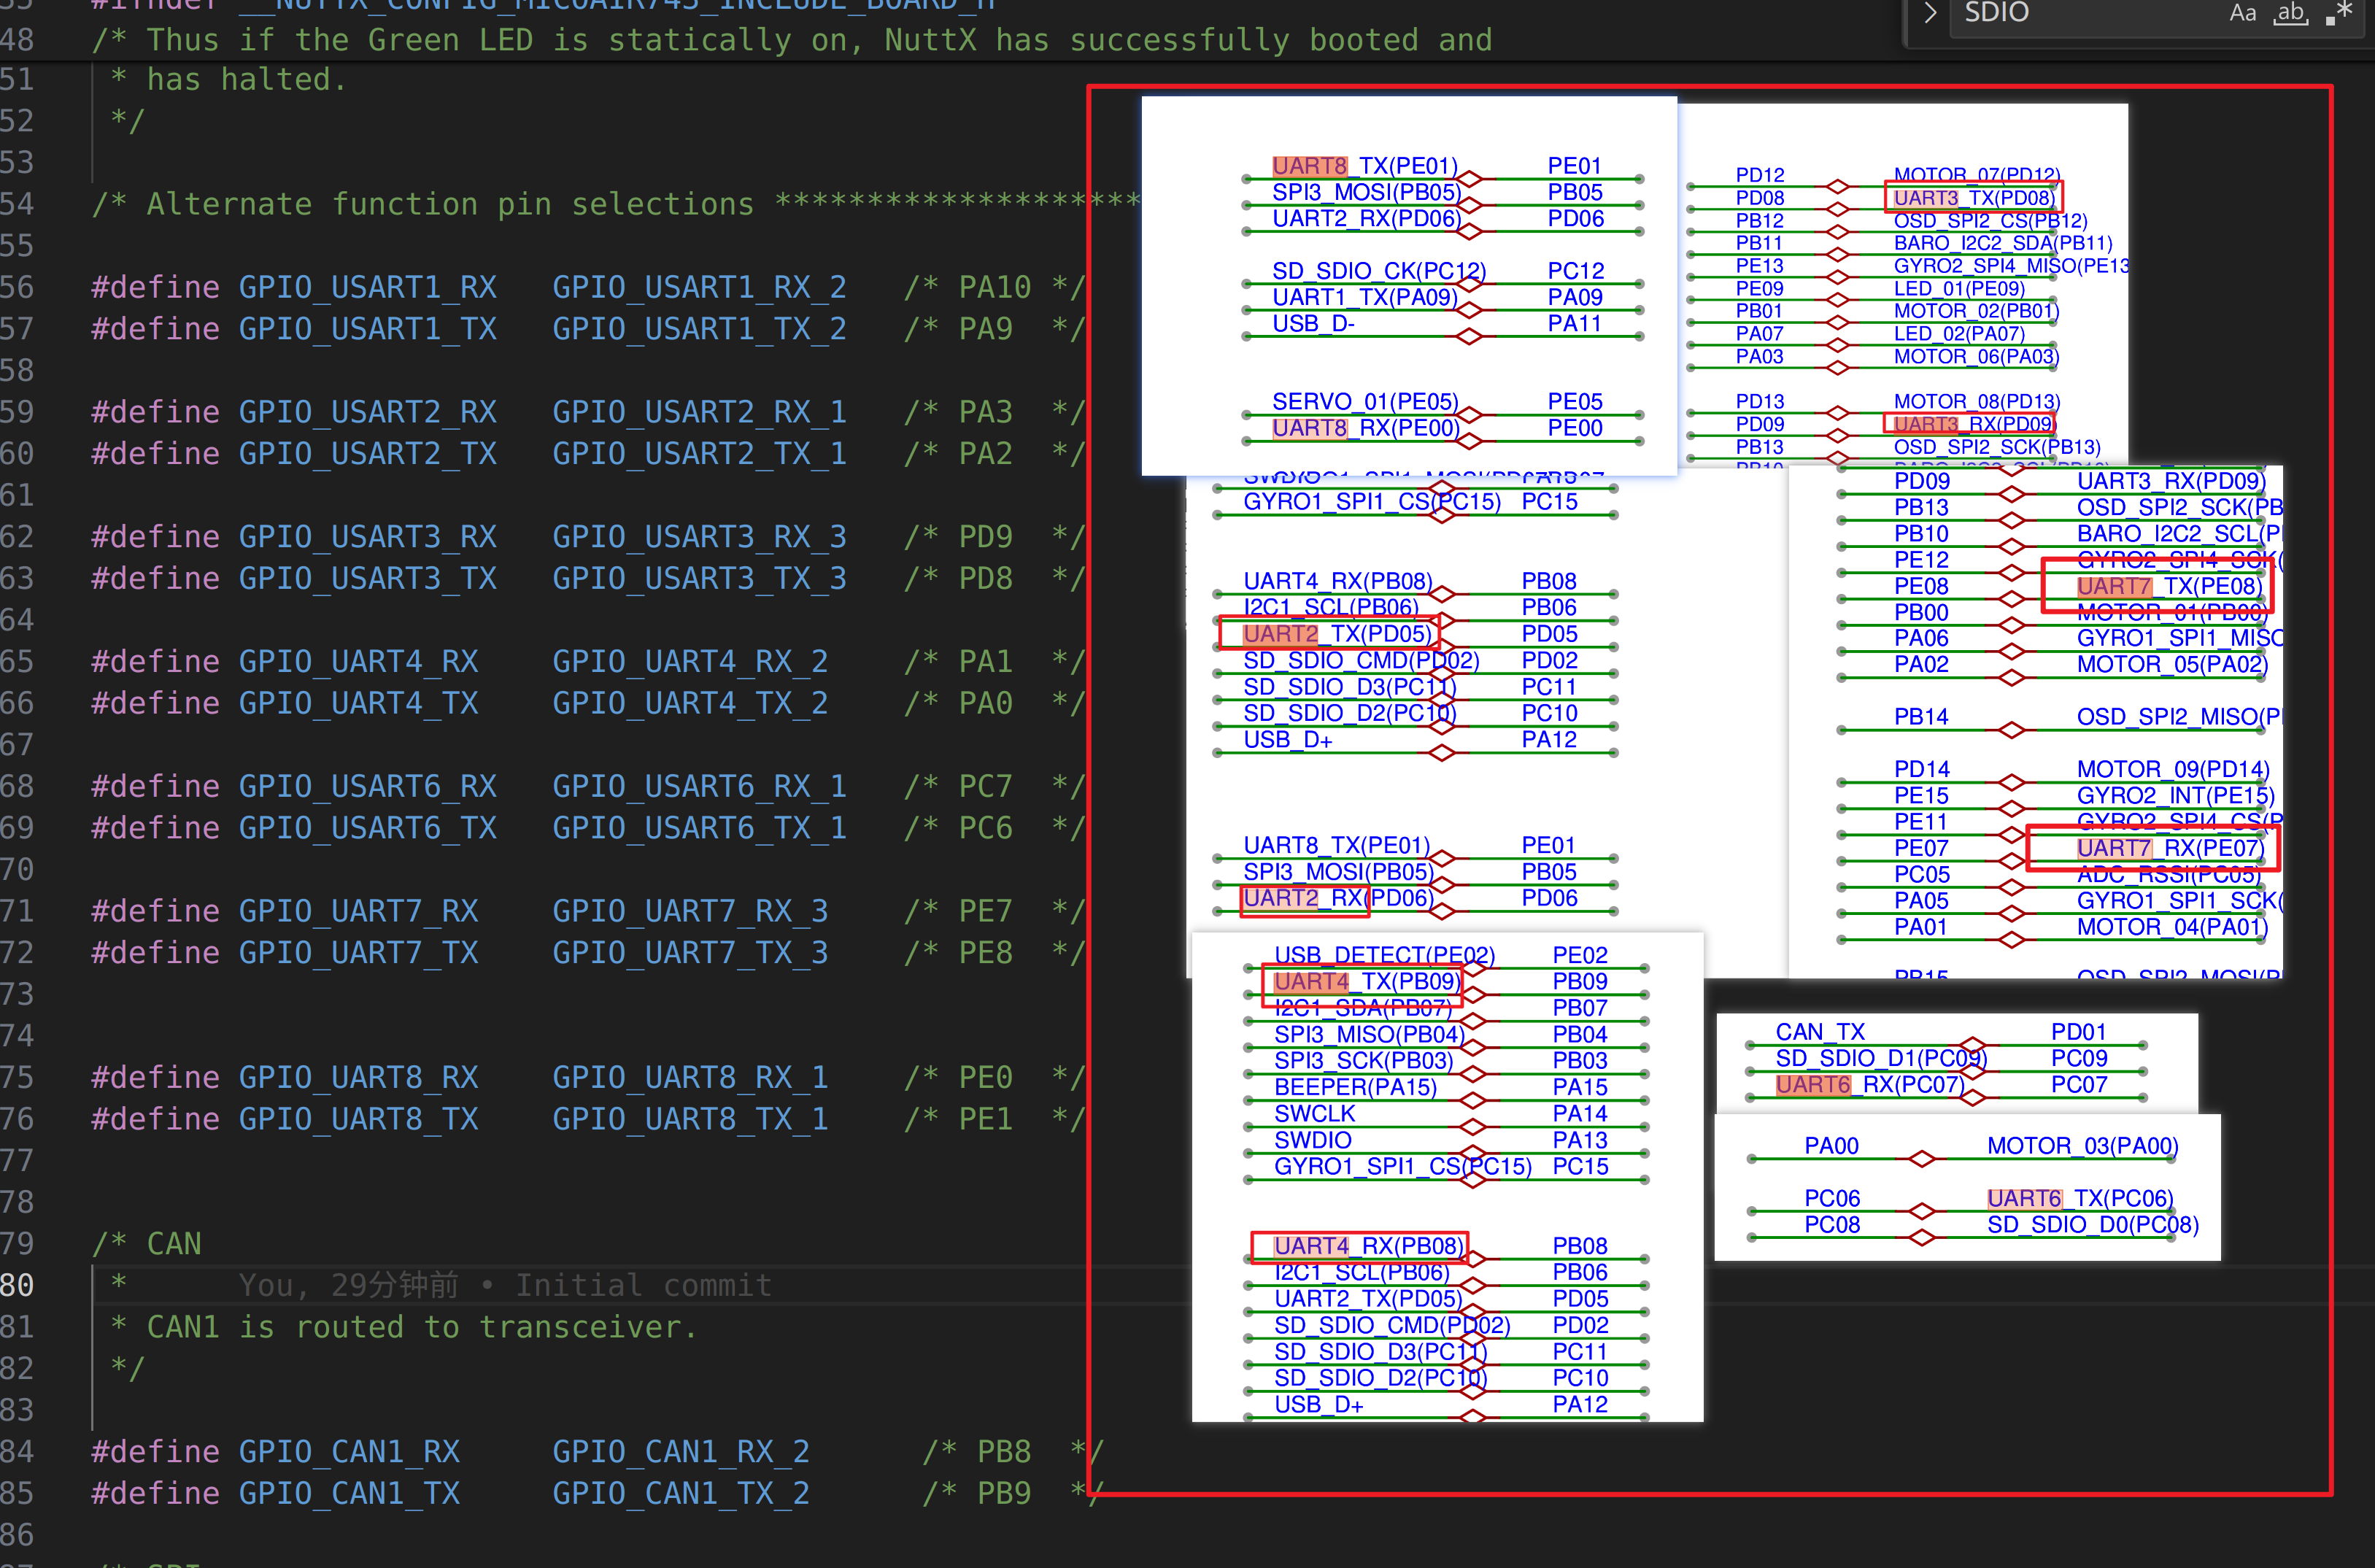 48 /* Thus if the Green LED is statically on, NuttX has successfully booted and
51 * has halted.
52 */
53
54 /* Alternate function pin selections ********************
55
56 #define GPIO_USART1_RX GPIO_USART1_RX_2 /* PA10 */
57 #define GPIO_USART1_TX GPIO_USART1_TX_2 /* PA9 */
58
59 #define GPIO_USART2_RX GPIO_USART2_RX_1 /* PA3 */
60 #define GPIO_USART2_TX GPIO_USART2_TX_1 /* PA2 */
61
62 #define GPIO_USART3_RX GPIO_USART3_RX_3 /* PD9 */
63 #define GPIO_USART3_TX GPIO_USART3_TX_3 /* PD8 */
64
65 #define GPIO_UART4_RX GPIO_UART4_RX_2 /* PA1 */
66 #define GPIO_UART4_TX GPIO_UART4_TX_2 /* PA0 */
67
68 #define GPIO_USART6_RX GPIO_USART6_RX_1 /* PC7 */
69 #define GPIO_USART6_TX GPIO_USART6_TX_1 /* PC6 */
70
71 #define GPIO_UART7_RX GPIO_UART7_RX_3 /* PE7 */
72 #define GPIO_UART7_TX GPIO_UART7_TX_3 /* PE8 */
73
74
75 #define GPIO_UART8_RX GPIO_UART8_RX_1 /* PE0 */
76 #define GPIO_UART8_TX GPIO_UART8_TX_1 /* PE1 */
77
78
79 /* CAN
80 * You, 29分钟前 • Initial commit
81 * CAN1 is routed to transceiver.
82 */
83
84 #define GPIO_CAN1_RX GPIO_CAN1_RX_2 /* PB8 */
85 #define GPIO_CAN1_TX GPIO_CAN1_TX_2 /* PB9 */
86
SDIO Aa ab .*
UART8_TX(PE01) PE01
SPI3_MOSI(PB05) PB05
UART2_RX(PD06) PD06
SD_SDIO_CK(PC12) PC12
UART1_TX(PA09) PA09
USB_D- PA11
SERVO_01(PE05) PE05
UART8_RX(PE00) PE00
PD12 MOTOR_07(PD12)
PD08 UART3_TX(PD08)
PB12 OSD_SPI2_CS(PB12)
PB11 BARO_I2C2_SDA(PB11)
PE13 GYRO2_SPI4_MISO(PE13
PE09 LED_01(PE09)
PB01 MOTOR_02(PB01)
PA07 LED_02(PA07)
PA03 MOTOR_06(PA03)
PD13 MOTOR_08(PD13)
PD09 UART3_RX(PD09)
PB13 OSD_SPI2_SCK(PB13)
GYRO1_SPI1_CS(PC15) PC15
UART4_RX(PB08) PB08
I2C1_SCL(PB06) PB06
UART2_TX(PD05) PD05
SD_SDIO_CMD(PD02) PD02
SD_SDIO_D3(PC11) PC11
SD_SDIO_D2(PC10) PC10
USB_D+ PA12
UART8_TX(PE01) PE01
SPI3_MOSI(PB05) PB05
UART2_RX(PD06) PD06
PD09 UART3_RX(PD09)
PB13 OSD_SPI2_SCK(PB
PB10 BARO_I2C2_SCL(P
PE12 GYRO2_SPI4_SCK(
PE08 UART7_TX(PE08)
PB00 MOTOR_01(PB00)
PA06 GYRO1_SPI1_MISO
PA02 MOTOR_05(PA02)
PB14 OSD_SPI2_MISO(P
PD14 MOTOR_09(PD14)
PE15 GYRO2_INT(PE15)
PE11 GYRO2_SPI4_CS(P
PE07 UART7_RX(PE07)
PC05 ADC_RSSI(PC05)
PA05 GYRO1_SPI1_SCK(
PA01 MOTOR_04(PA01)
PB15 OSD_SPI2_MOSI(P
USB_DETECT(PE02) PE02
UART4_TX(PB09) PB09
I2C1_SDA(PB07) PB07
SPI3_MISO(PB04) PB04
SPI3_SCK(PB03) PB03
BEEPER(PA15) PA15
SWCLK PA14
SWDIO PA13
GYRO1_SPI1_CS(PC15) PC15
UART4_RX(PB08) PB08
I2C1_SCL(PB06) PB06
UART2_TX(PD05) PD05
SD_SDIO_CMD(PD02) PD02
SD_SDIO_D3(PC11) PC11
SD_SDIO_D2(PC10) PC10
USB_D+ PA12
CAN_TX PD01
SD_SDIO_D1(PC09) PC09
UART6_RX(PC07) PC07
PA00 MOTOR_03(PA00)
PC06 UART6_TX(PC06)
PC08 SD_SDIO_D0(PC08)